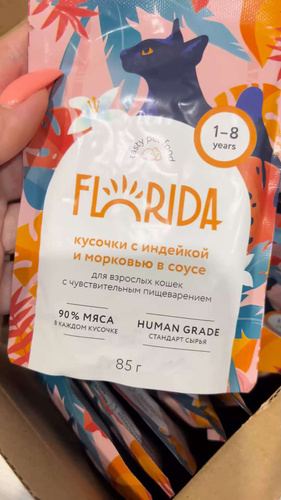 tasty pet food
1–8
years
FLORIDA
кусочки с индейкой
и морковью в соусе
для взрослых кошек
с чувствительным пищеварением
90% МЯСА
В КАЖДОМ КУСОЧКЕ
HUMAN GRADE
СТАНДАРТ СЫРЬЯ
85 г